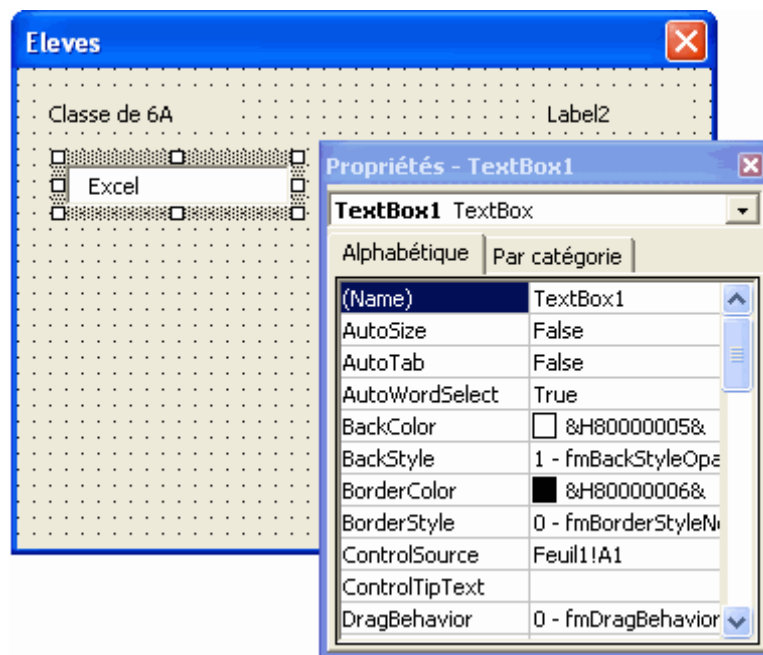 Eleves
Classe de 6A
Label2
Excel
Propriétés - TextBox1
TextBox1 TextBox
Alphabétique Par catégorie
(Name) TextBox1
AutoSize False
AutoTab False
AutoWordSelect True
BackColor &H80000005&
BackStyle 1 - fmBackStyleOpa
BorderColor &H80000006&
BorderStyle 0 - fmBorderStyleN
ControlSource Feuil1!A1
ControlTipText
DragBehavior 0 - fmDragBehavior